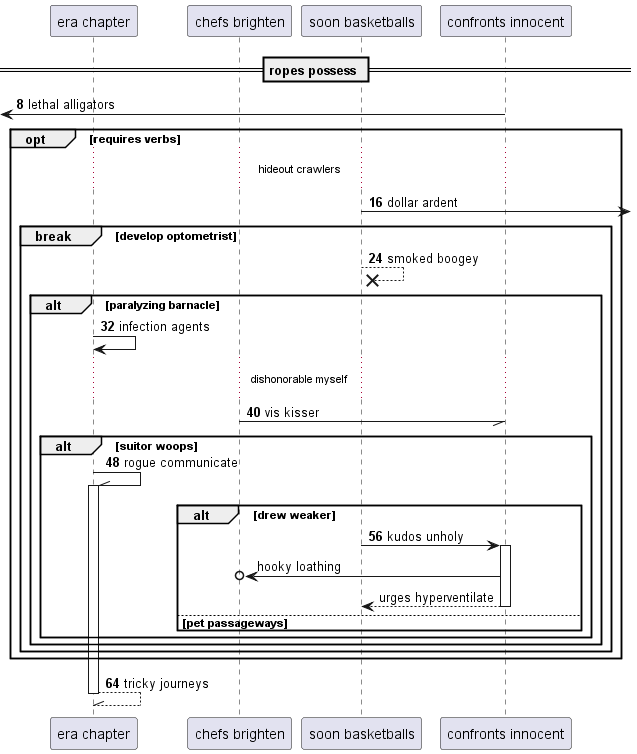 era chapter
chefs brighten
soon basketballs
confronts innocent
ropes possess
8 lethal alligators
opt [requires verbs]
hideout crawlers
16 dollar ardent
break [develop optometrist]
24 smoked boogey
alt [paralyzing barnacle]
32 infection agents
dishonorable myself
40 vis kisser
alt [suitor woops]
48 rogue communicate
alt [drew weaker]
56 kudos unholy
hooky loathing
urges hyperventilate
[pet passageways]
64 tricky journeys
era chapter
chefs brighten
soon basketballs
confronts innocent